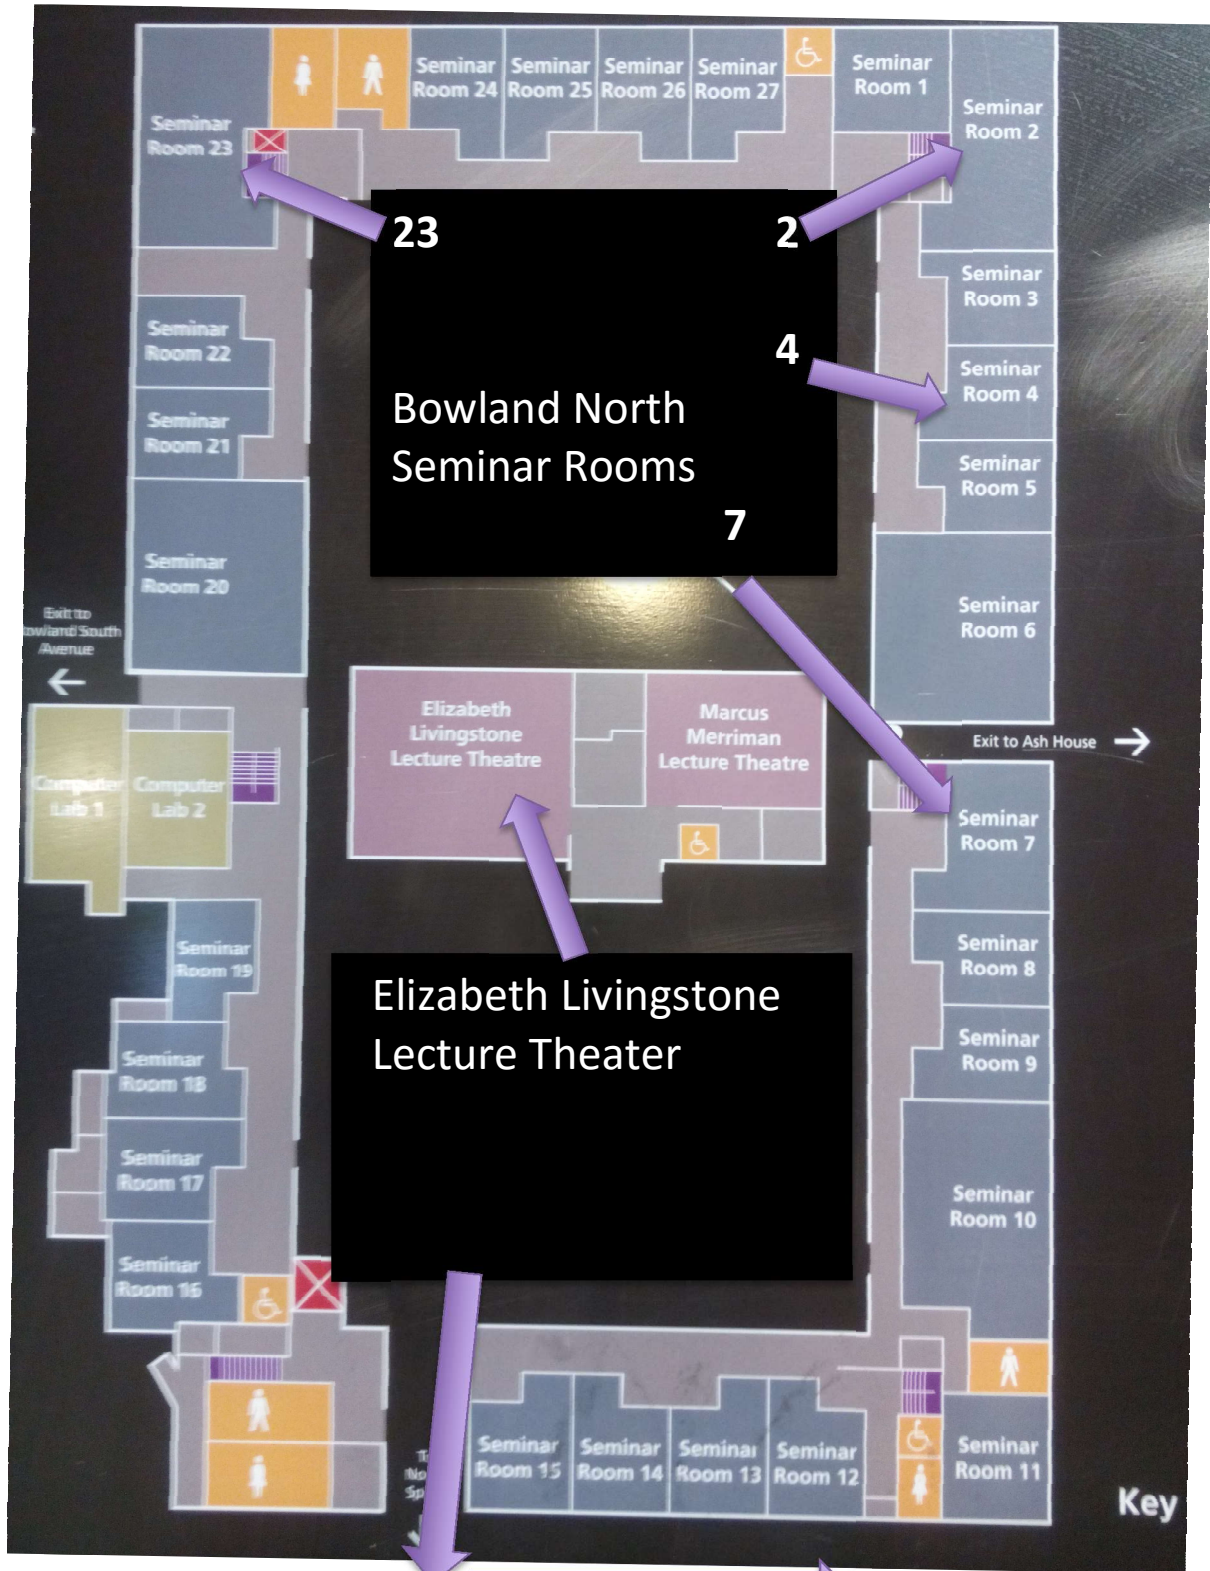 Seminar
Room 23
Seminar
Room 24
Seminar
Room 25
Seminar
Room 26
Seminar
Room 27
Seminar
Room 1
Seminar
Room 2
23
2
Seminar
Room 3
4
Seminar
Room 4
Seminar
Room 22
Bowland North
Seminar Rooms
Seminar
Room 21
Seminar
Room 5
7
Seminar
Room 20
Seminar
Room 6
Exit to
owland South
Avenue
Elizabeth
Livingstone
Lecture Theatre
Marcus
Merriman
Lecture Theatre
Exit to Ash House
Computer
Lab 1
Computer
Lab 2
Seminar
Room 7
Seminar
Room 19
Seminar
Room 8
Elizabeth Livingstone
Lecture Theater
Seminar
Room 18
Seminar
Room 9
Seminar
Room 17
Seminar
Room 10
Seminar
Room 16
Seminar
Room 15
Seminar
Room 14
Seminar
Room 13
Seminar
Room 12
Seminar
Room 11
Key